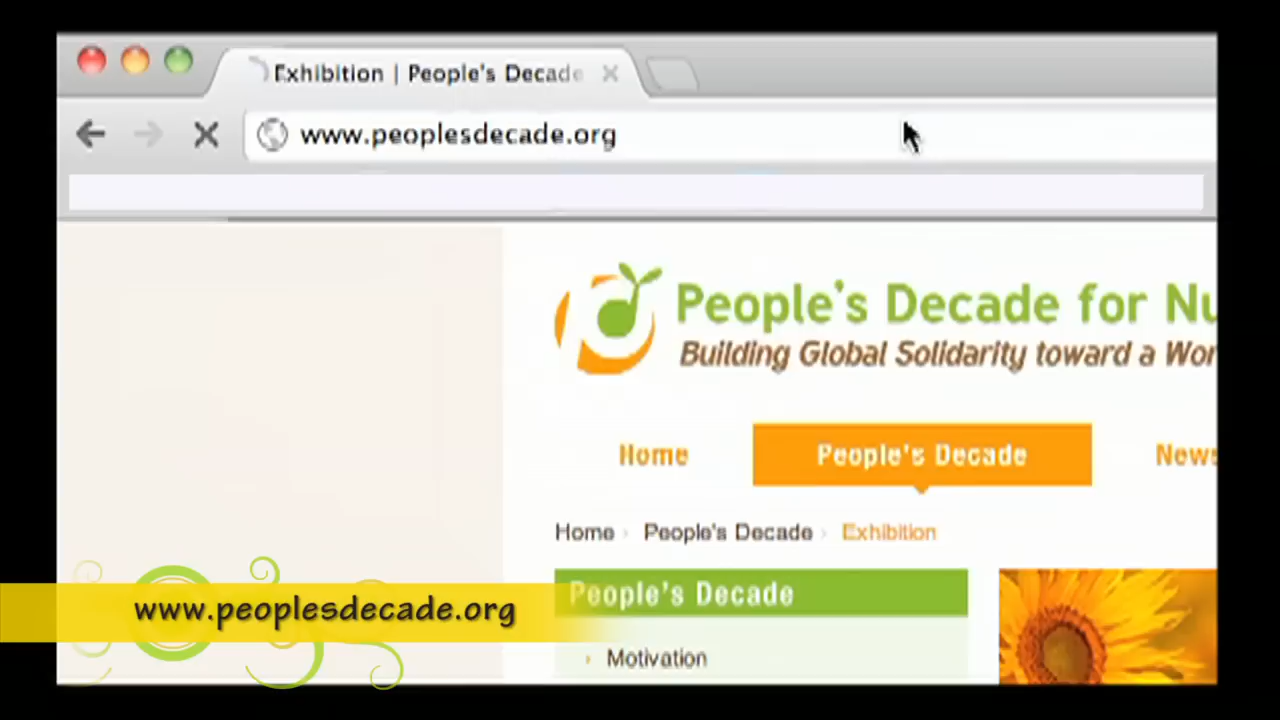 Exhibition | People's Decade
www.peoplesdecade.org
People's Decade for Nu
Building Global Solidarity toward a Wor
Home People's Decade News
Home › People's Decade › Exhibition
People's Decade
› Motivation
www.peoplesdecade.org